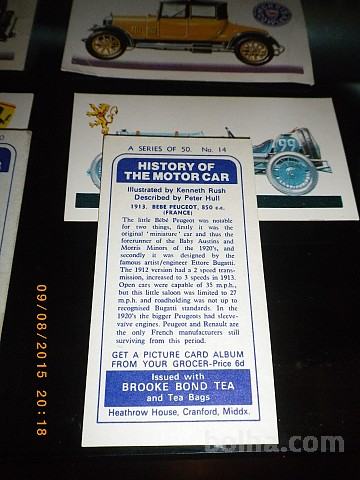 A SERIES OF 50. No. 14
HISTORY OF
THE MOTOR CAR
Illustrated by Kenneth Rush
Described by Peter Hull
1913. BEBE PEUGEOT, 850 c.c.
(FRANCE)
The little Bébé Peugeot was notable
for two things, firstly it was the
original 'miniature' car and thus the
forerunner of the Baby Austins and
Morris Minors of the 1920's, and
secondly it was designed by the
famous artist/engineer Ettore Bugatti.
The 1912 version had a 2 speed trans-
mission, increased to 3 speeds in 1913.
Open cars were capable of 35 m.p.h.,
but this little saloon was limited to 27
m.p.h. and roadholding was not up to
recognised Bugatti standards. In the
1920's the bigger Peugeots had sleeve-
valve engines. Peugeot and Renault are
the only French manufacturers still
surviving from this period.
GET A PICTURE CARD ALBUM
FROM YOUR GROCER-Price 6d
Issued with
BROOKE BOND TEA
and Tea Bags
Heathrow House, Cranford, Middx.
99
09/08/2015 20:18
bolha.com